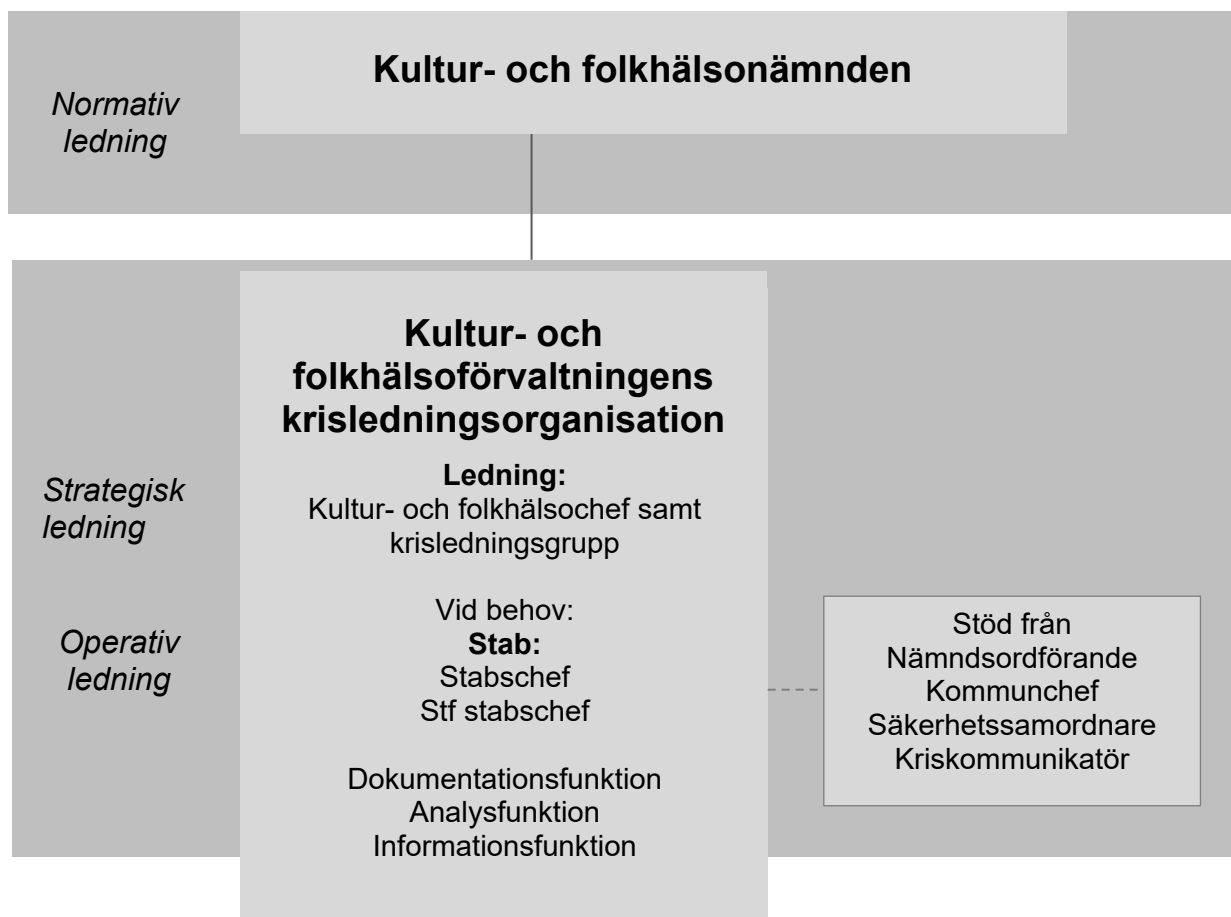 Normativ
ledning
Kultur- och folkhälsonämnden
Kultur- och
folkhälsoförvaltningens
krisledningsorganisation
Strategisk
ledning
Ledning:
Kultur- och folkhälsochef samt
krisledningsgrupp
Operativ
ledning
Vid behov:
Stab:
Stabschef
Stf stabschef
Dokumentationsfunktion
Analysfunktion
Informationsfunktion
Stöd från
Nämndsordförande
Kommunchef
Säkerhetssamordnare
Kriskommunikatör